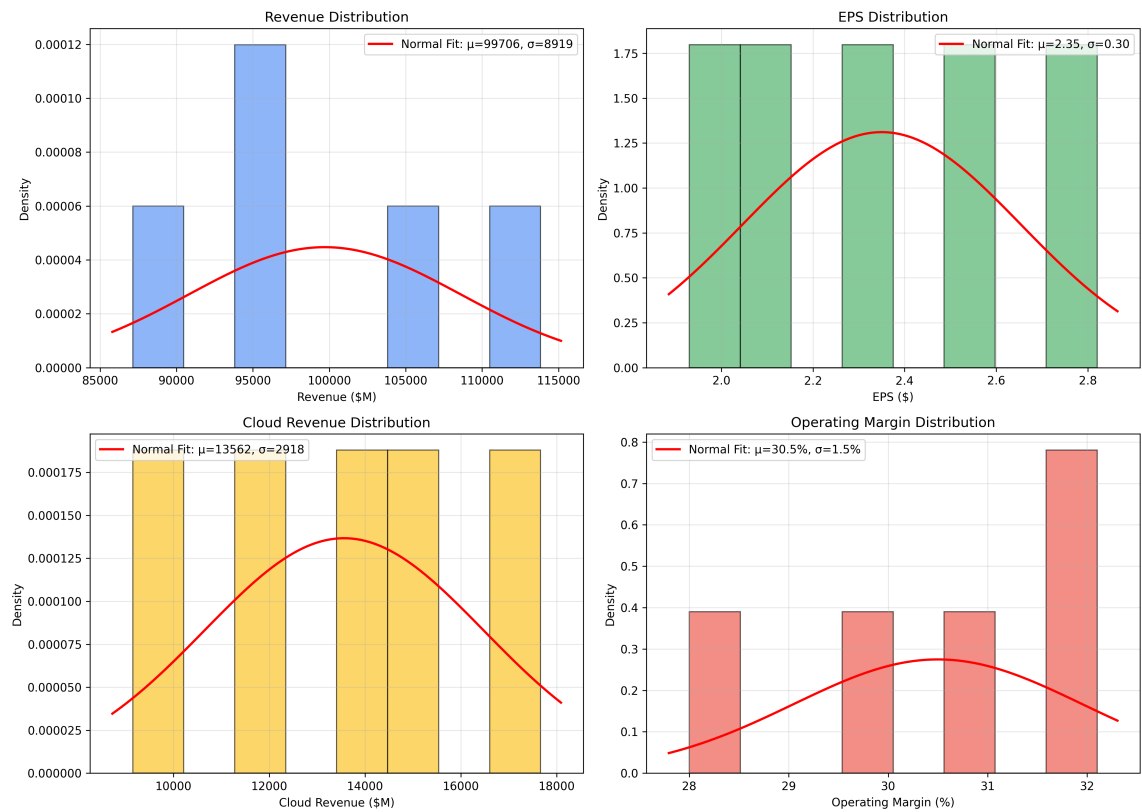 Revenue Distribution
Normal Fit: μ=99706, σ=8919
0.00012
0.00010
0.00008
0.00006
0.00004
0.00002
0.00000
Density
85000 90000 95000 100000 105000 110000 115000
Revenue ($M)
EPS Distribution
Normal Fit: μ=2.35, σ=0.30
1.75
1.50
1.25
1.00
0.75
0.50
0.25
0.00
Density
2.0 2.2 2.4 2.6 2.8
EPS ($)
Cloud Revenue Distribution
Normal Fit: μ=13562, σ=2918
0.000175
0.000150
0.000125
0.000100
0.000075
0.000050
0.000025
0.000000
Density
10000 12000 14000 16000 18000
Cloud Revenue ($M)
Operating Margin Distribution
Normal Fit: μ=30.5%, σ=1.5%
0.8
0.7
0.6
0.5
0.4
0.3
0.2
0.1
0.0
Density
28 29 30 31 32
Operating Margin (%)